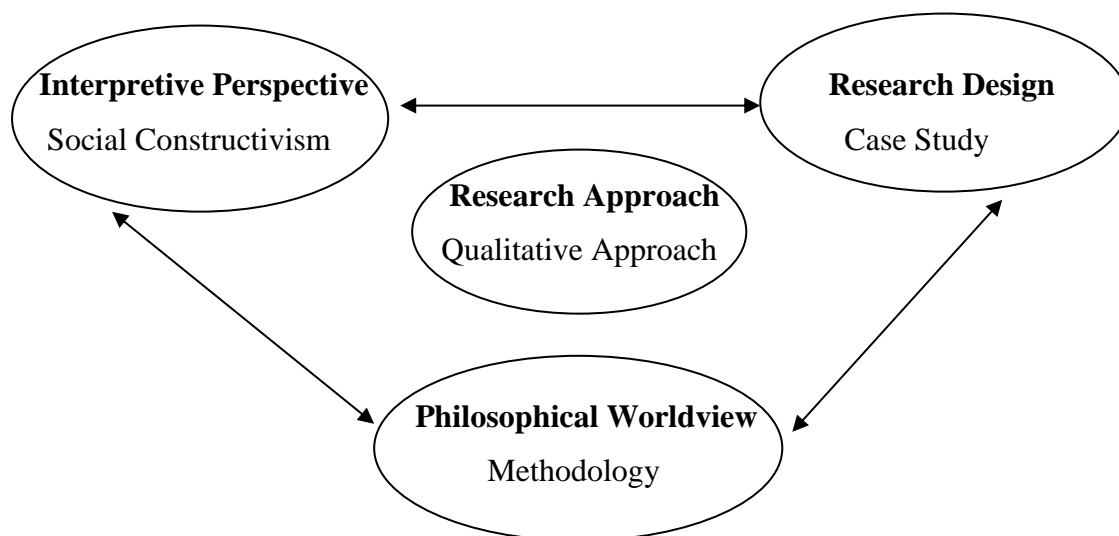 Interpretive Perspective
Social Constructivism
Research Design
Case Study
Research Approach
Qualitative Approach
Philosophical Worldview
Methodology